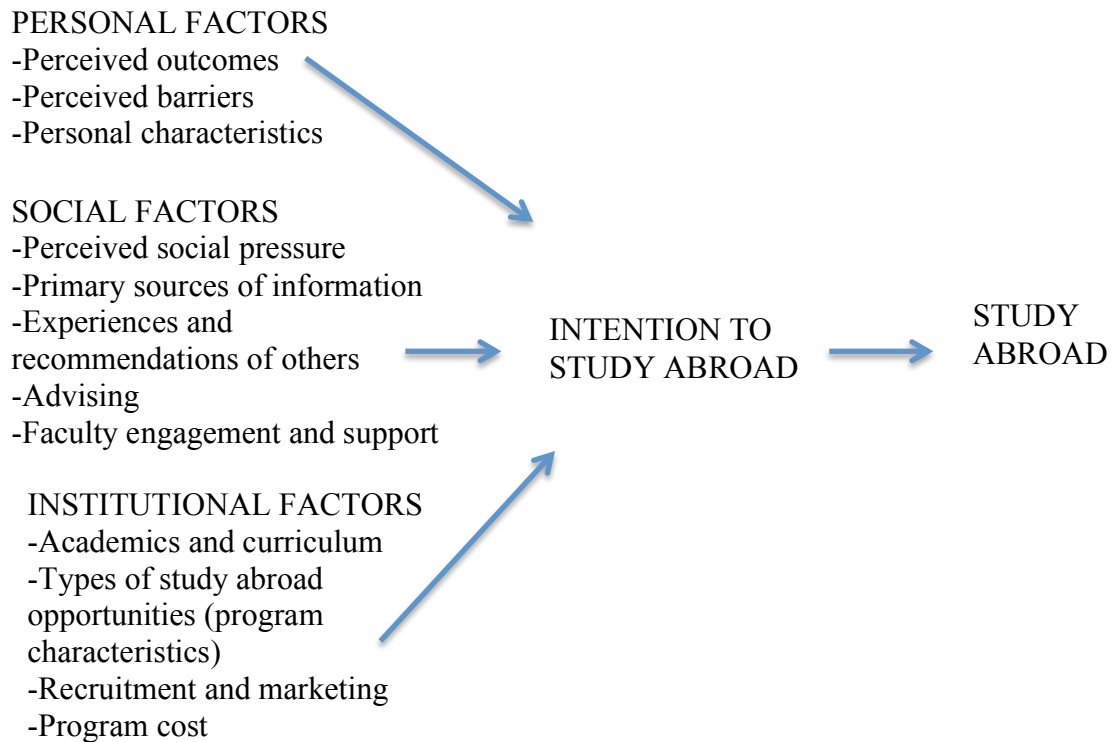 PERSONAL FACTORS
-Perceived outcomes
-Perceived barriers
-Personal characteristics
SOCIAL FACTORS
-Perceived social pressure
-Primary sources of information
-Experiences and
recommendations of others
-Advising
-Faculty engagement and support
INSTITUTIONAL FACTORS
-Academics and curriculum
-Types of study abroad
opportunities (program
characteristics)
-Recruitment and marketing
-Program cost
INTENTION TO
STUDY ABROAD
STUDY
ABROAD